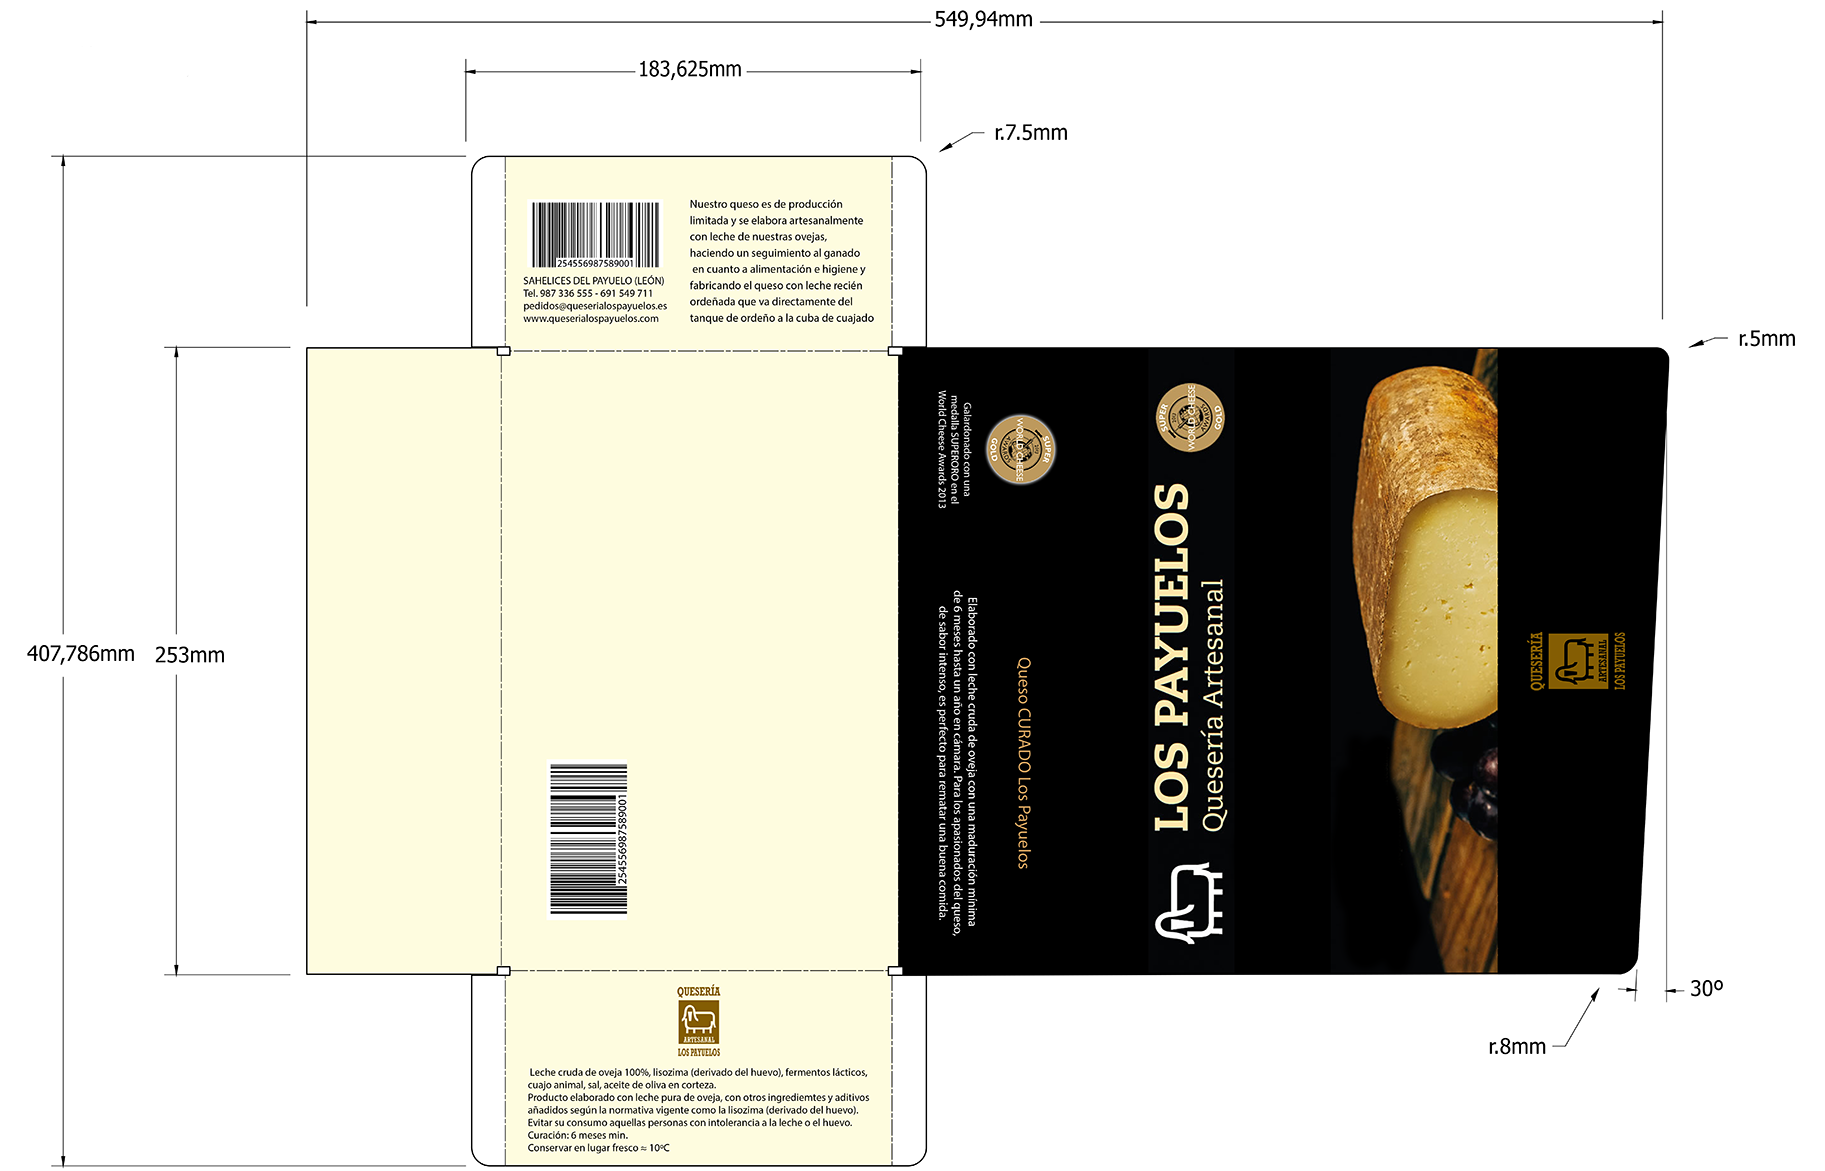 549,94mm
183,625mm
r.7.5mm
r.5mm
407,786mm
253mm
30º
r.8mm
254556987589001
SAHELICES DEL PAYUELO (LEÓN)
Tel. 987 336 555 - 691 549 711
pedidos@queserialospayuelos.es
www.queserialospayuelos.com
Nuestro queso es de producción
limitada y se elabora artesanalmente
con leche de nuestras ovejas,
haciendo un seguimiento al ganado
en cuanto a alimentación e higiene y
fabricando el queso con leche recién
ordeñada que va directamente del
tanque de ordeño a la cuba de cuajado
254556987589001
Galardonado con una
medalla SUPERORO en el
World Cheese Awards 2013
SUPER
WORLD CHEESE
GOLD
Elaborado con leche cruda de oveja con una maduración mínima
de 6 meses hasta un año en cámara. Para los apasionados del queso,
de sabor intenso, es perfecto para rematar una buena comida.
Queso CURADO Los Payuelos
SUPER
WORLD CHEESE
GOLD
LOS PAYUELOS
Quesería Artesanal
QUESERÍA
ARTESANAL
LOS PAYUELOS
QUESERÍA
ARTESANAL
LOS PAYUELOS
Leche cruda de oveja 100%, lisozima (derivado del huevo), fermentos lácticos,
cuajo animal, sal, aceite de oliva en corteza.
Producto elaborado con leche pura de oveja, con otros ingredientes y aditivos
añadidos según la normativa vigente como la lisozima (derivado del huevo).
Evitar su consumo aquellas personas con intolerancia a la leche o el huevo.
Curación: 6 meses min.
Conservar en lugar fresco ≈ 10ºC